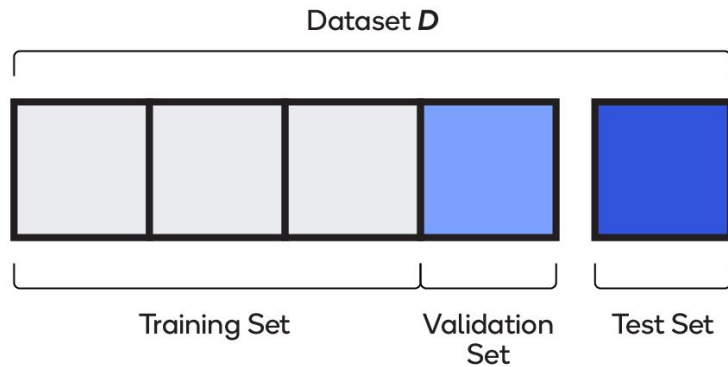 Dataset D
Training Set
Validation
Set
Test Set